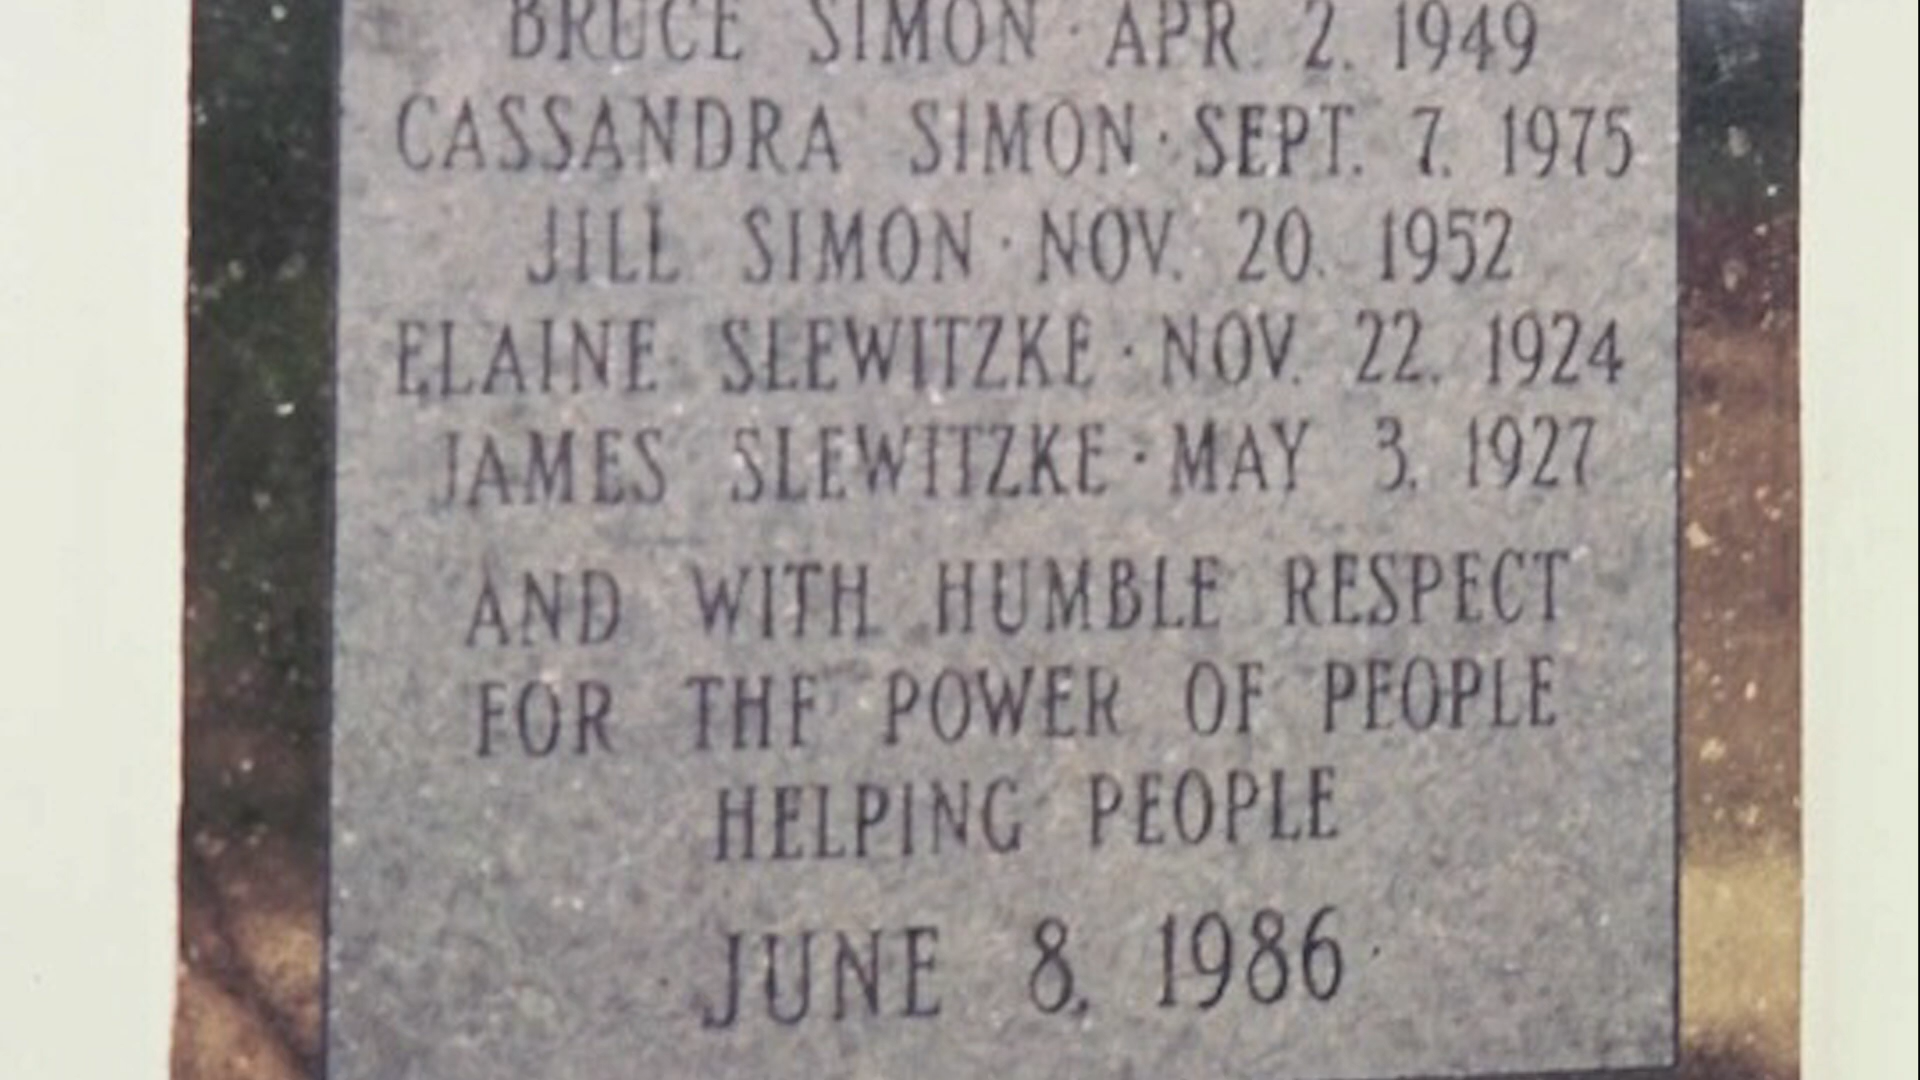 BRUCE SIMON · APR. 2, 1949
CASSANDRA SIMON · SEPT. 7, 1975
JILL SIMON · NOV. 20, 1952
ELAINE SLEWITZKE · NOV. 22, 1924
JAMES SLEWITZKE · MAY 3, 1927
AND WITH HUMBLE RESPECT
FOR THE POWER OF PEOPLE
HELPING PEOPLE
JUNE 8, 1986